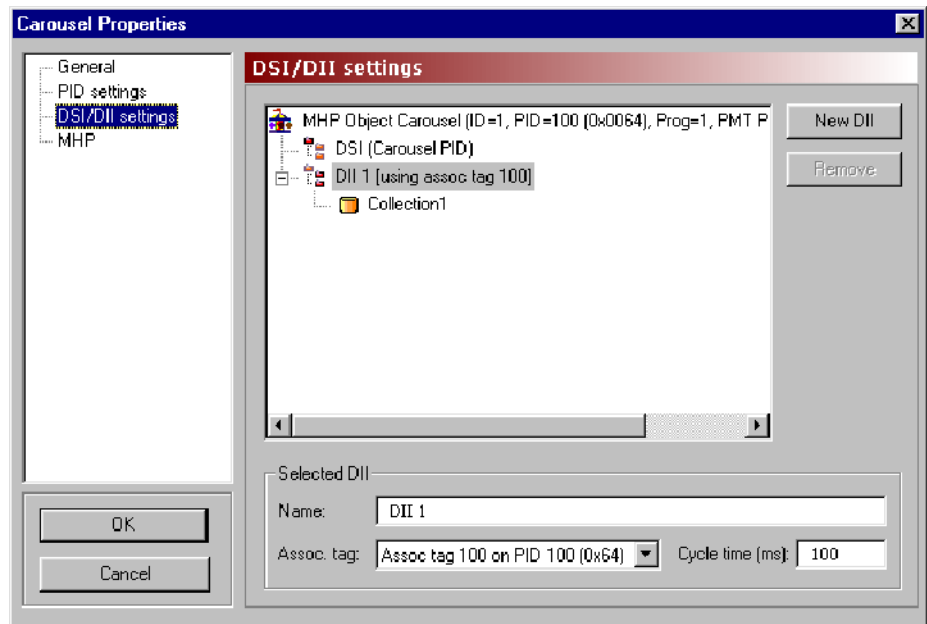 Carousel Properties
General
PID settings
DSI/DII settings
MHP
OK
Cancel
DSI/DII settings
MHP Object Carousel (ID=1, PID=100 (0x0064), Prog=1, PMT P
DSI (Carousel PID)
DII 1 [using assoc tag 100]
Collection1
New DII
Remove
Selected DII
Name: DII 1
Assoc. tag: Assoc tag 100 on PID 100 (0x64) Cycle time (ms): 100